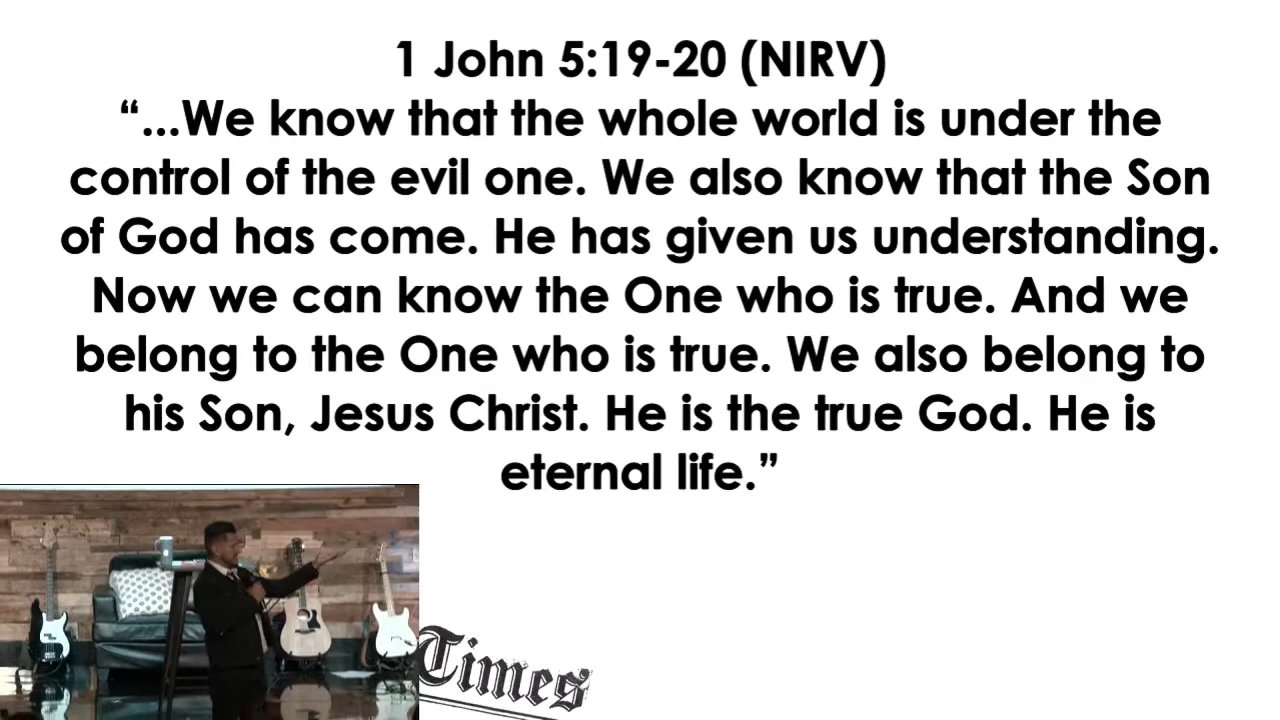 1 John 5:19-20 (NIRV)
“...We know that the whole world is under the
control of the evil one. We also know that the Son
of God has come. He has given us understanding.
Now we can know the One who is true. And we
belong to the One who is true. We also belong to
his Son, Jesus Christ. He is the true God. He is
eternal life.”
Times